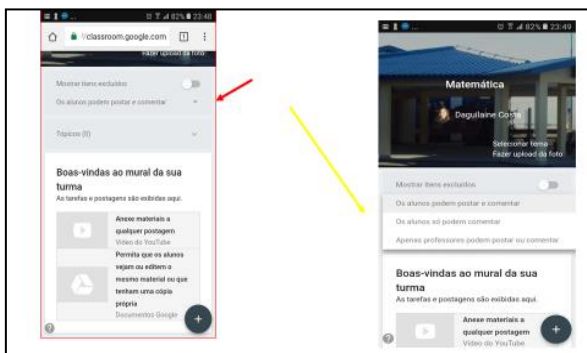 82% 23:48
//classroom.google.com
1
Fazer upload da foto
Mostrar itens excluídos
Os alunos podem postar e comentar
Tópicos (0)
Boas-vindas ao mural da sua
turma
As tarefas e postagens são exibidas aqui.
Anexe materiais a
qualquer postagem
Vídeo do YouTube
Permita que os alunos
vejam ou editem o
mesmo material ou que
tenham uma cópia
própria
Documentos Google
+
?
82% 23:49
Matemática
Daguilaine Costa
Selecionar tema
Fazer upload da foto
Mostrar itens excluídos
Os alunos podem postar e comentar
Os alunos só podem comentar
Apenas professores podem postar ou comentar
Boas-vindas ao mural da sua
turma
As tarefas e postagens são exibidas aqui.
Anexe materiais a
qualquer postagem
Vídeo do YouTube
+
?